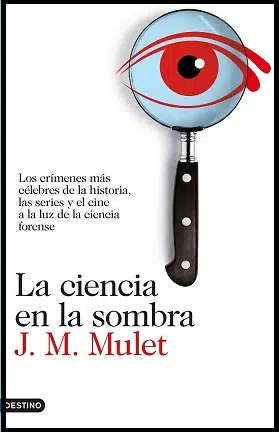 Los crímenes más
célebres de la historia,
las series y el cine
a la luz de la ciencia
forense
La ciencia
en la sombra
J. M. Mulet
DESTINO